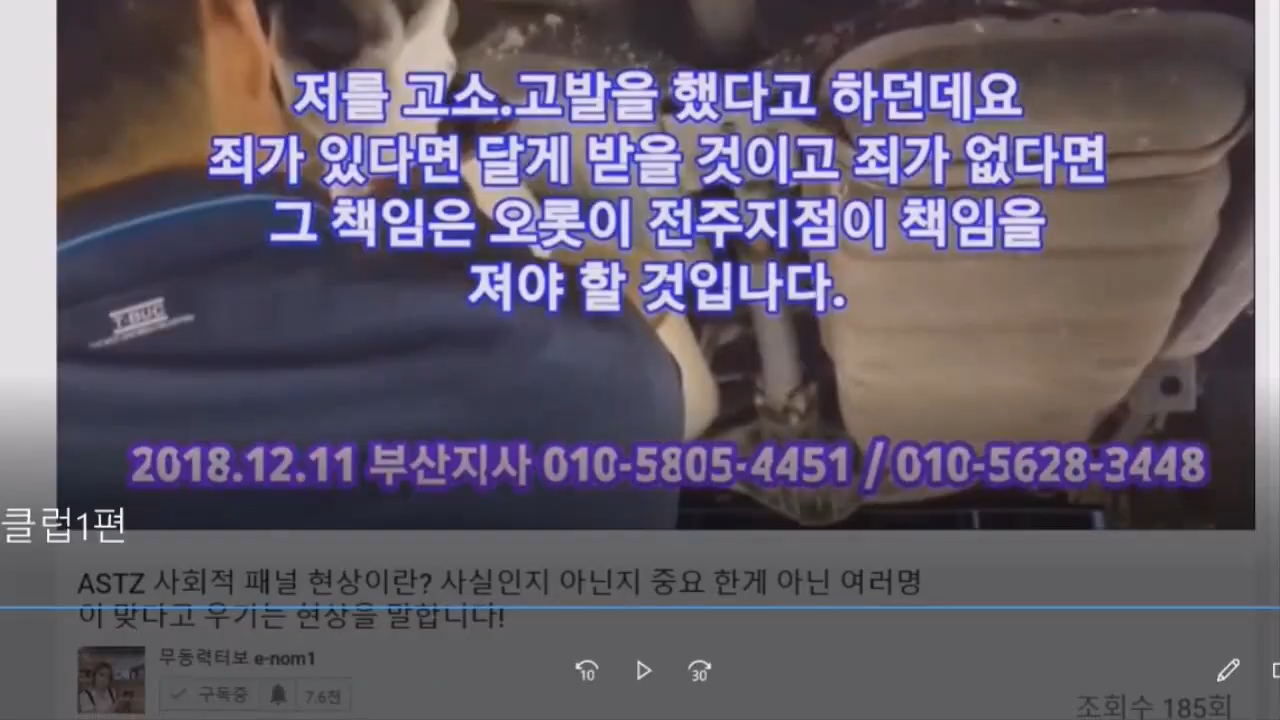 저를 고소.고발을 했다고 하던데요
죄가 있다면 달게 받을 것이고 죄가 없다면
그 책임은 오롯이 전주지점이 책임을
져야 할 것입나다.
T-BUC
2018.12.11 부산지사 010-5805-4451 / 010-5628-3448
클럽1편
ASTZ 사회적 패널 현상이란? 사실인지 아닌지 중요 한게 아닌 여러명
이 맞다고 우기는 현상을 말합니다!
무동력터보 e-nom1
구독중 7.6천
10 30
조회수 185회